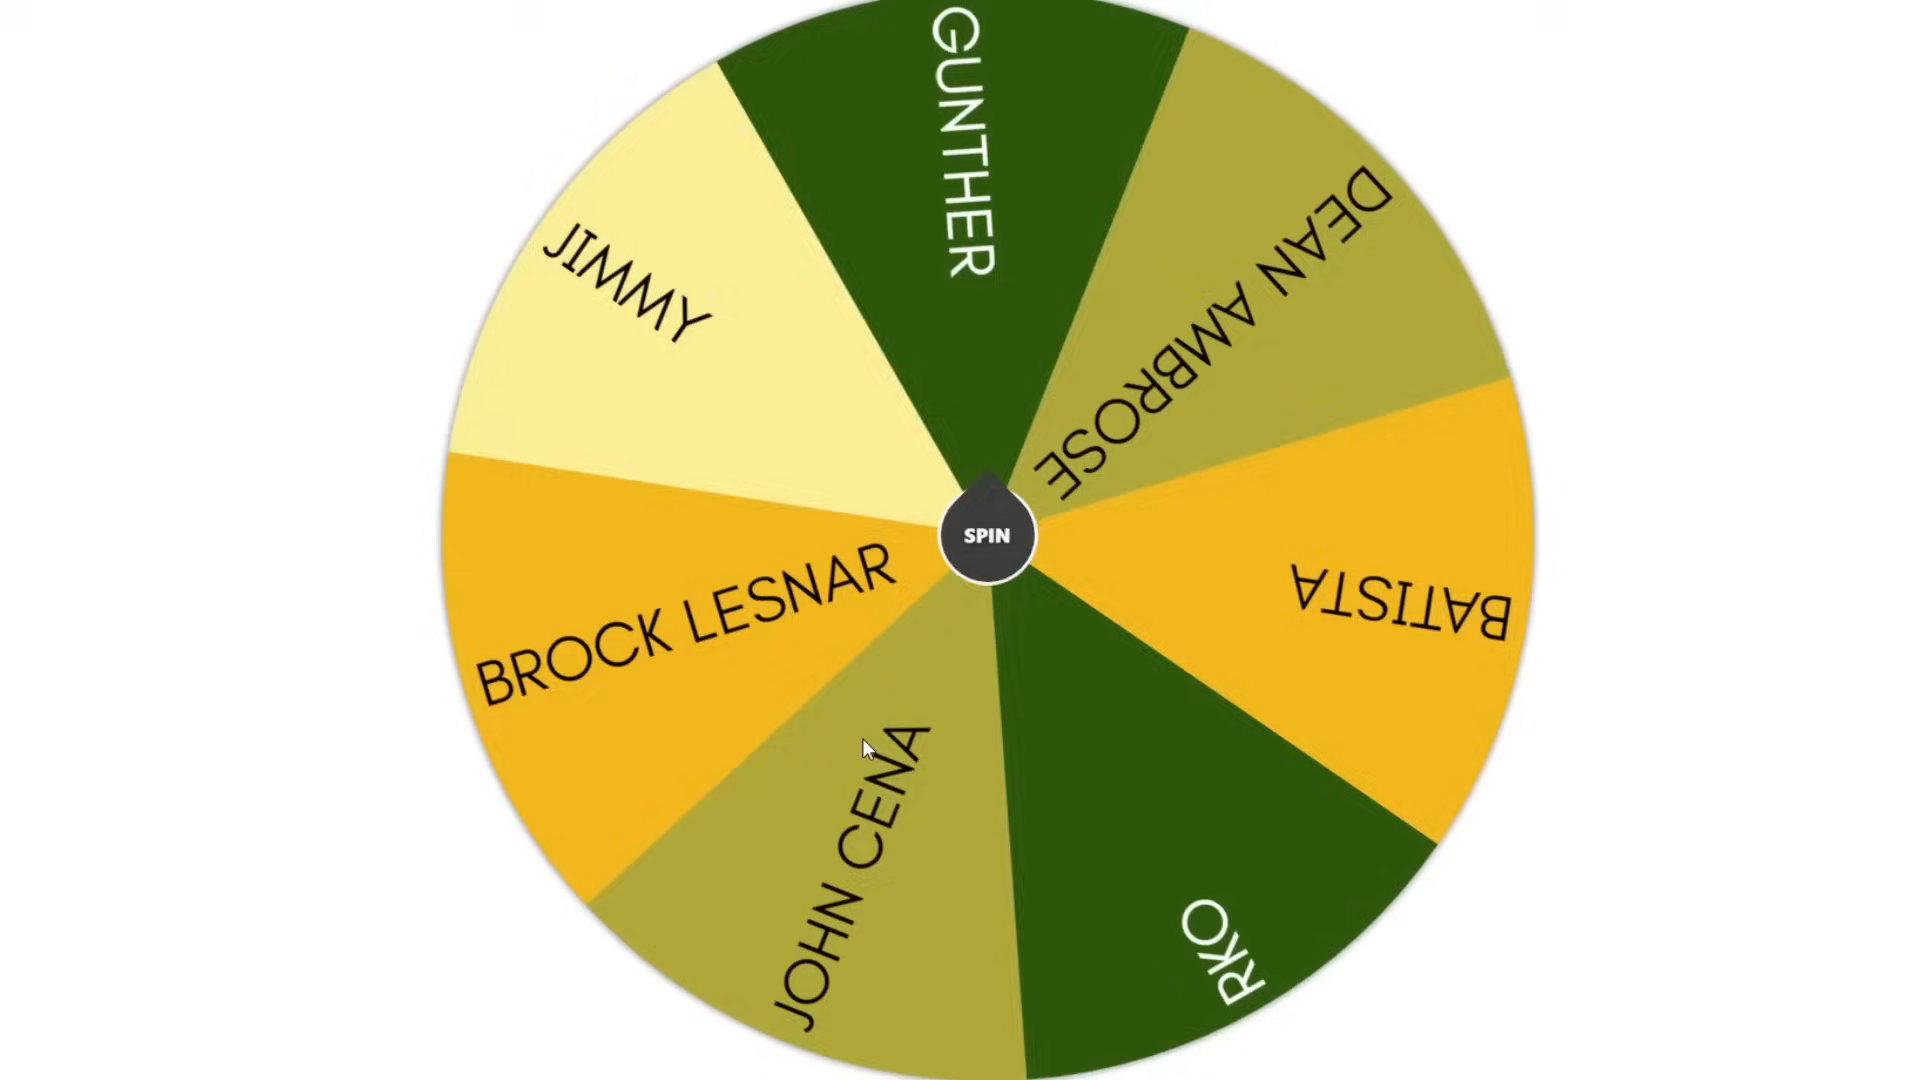 GUNTHER
DEAN AMBROSE
BATISTA
RKO
JOHN CENA
BROCK LESNAR
JIMMY
SPIN